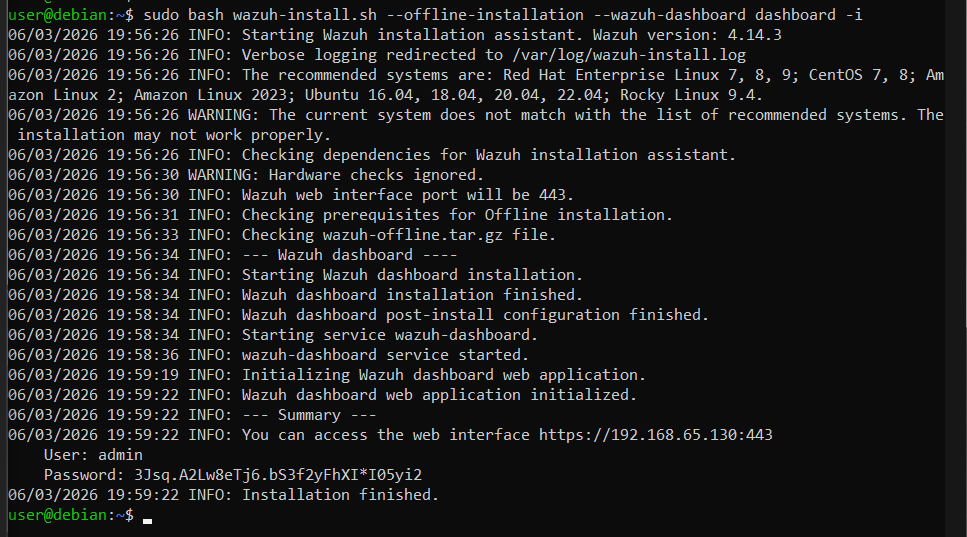 user@debian:~$ sudo bash wazuh-install.sh --offline-installation --wazuh-dashboard dashboard -i
06/03/2026 19:56:26 INFO: Starting Wazuh installation assistant. Wazuh version: 4.14.3
06/03/2026 19:56:26 INFO: Verbose logging redirected to /var/log/wazuh-install.log
06/03/2026 19:56:26 INFO: The recommended systems are: Red Hat Enterprise Linux 7, 8, 9; CentOS 7, 8; Am
azon Linux 2; Amazon Linux 2023; Ubuntu 16.04, 18.04, 20.04, 22.04; Rocky Linux 9.4.
06/03/2026 19:56:26 WARNING: The current system does not match with the list of recommended systems. The
 installation may not work properly.
06/03/2026 19:56:26 INFO: Checking dependencies for Wazuh installation assistant.
06/03/2026 19:56:30 WARNING: Hardware checks ignored.
06/03/2026 19:56:30 INFO: Wazuh web interface port will be 443.
06/03/2026 19:56:31 INFO: Checking prerequisites for Offline installation.
06/03/2026 19:56:33 INFO: Checking wazuh-offline.tar.gz file.
06/03/2026 19:56:34 INFO: --- Wazuh dashboard ----
06/03/2026 19:56:34 INFO: Starting Wazuh dashboard installation.
06/03/2026 19:58:34 INFO: Wazuh dashboard installation finished.
06/03/2026 19:58:34 INFO: Wazuh dashboard post-install configuration finished.
06/03/2026 19:58:34 INFO: Starting service wazuh-dashboard.
06/03/2026 19:58:36 INFO: wazuh-dashboard service started.
06/03/2026 19:59:19 INFO: Initializing Wazuh dashboard web application.
06/03/2026 19:59:22 INFO: Wazuh dashboard web application initialized.
06/03/2026 19:59:22 INFO: --- Summary ---
06/03/2026 19:59:22 INFO: You can access the web interface https://192.168.65.130:443
    User: admin
    Password: 3Jsq.A2Lw8eTj6.bS3f2yFhXI*I05yi2
06/03/2026 19:59:22 INFO: Installation finished.
user@debian:~$